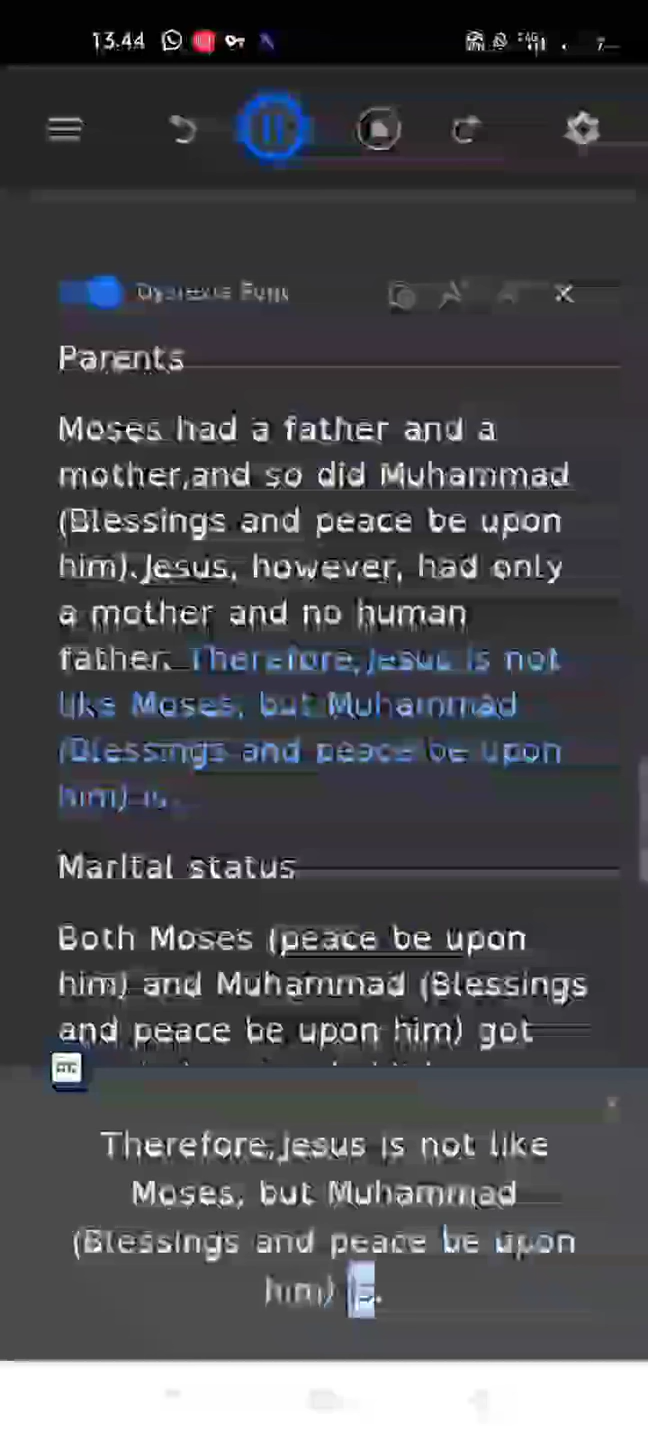 13.44
Dyslexia Font
Parents
Moses had a father and a
mother,and so did Muhammad
(Blessings and peace be upon
him).Jesus, however, had only
a mother and no human
father. Therefore,Jesus is not
like Moses, but Muhammad
(Blessings and peace be upon
him) is.
Marital status
Both Moses (peace be upon
him) and Muhammad (Blessings
and peace be upon him) got
Therefore,Jesus is not like
Moses, but Muhammad
(Blessings and peace be upon
him) is.